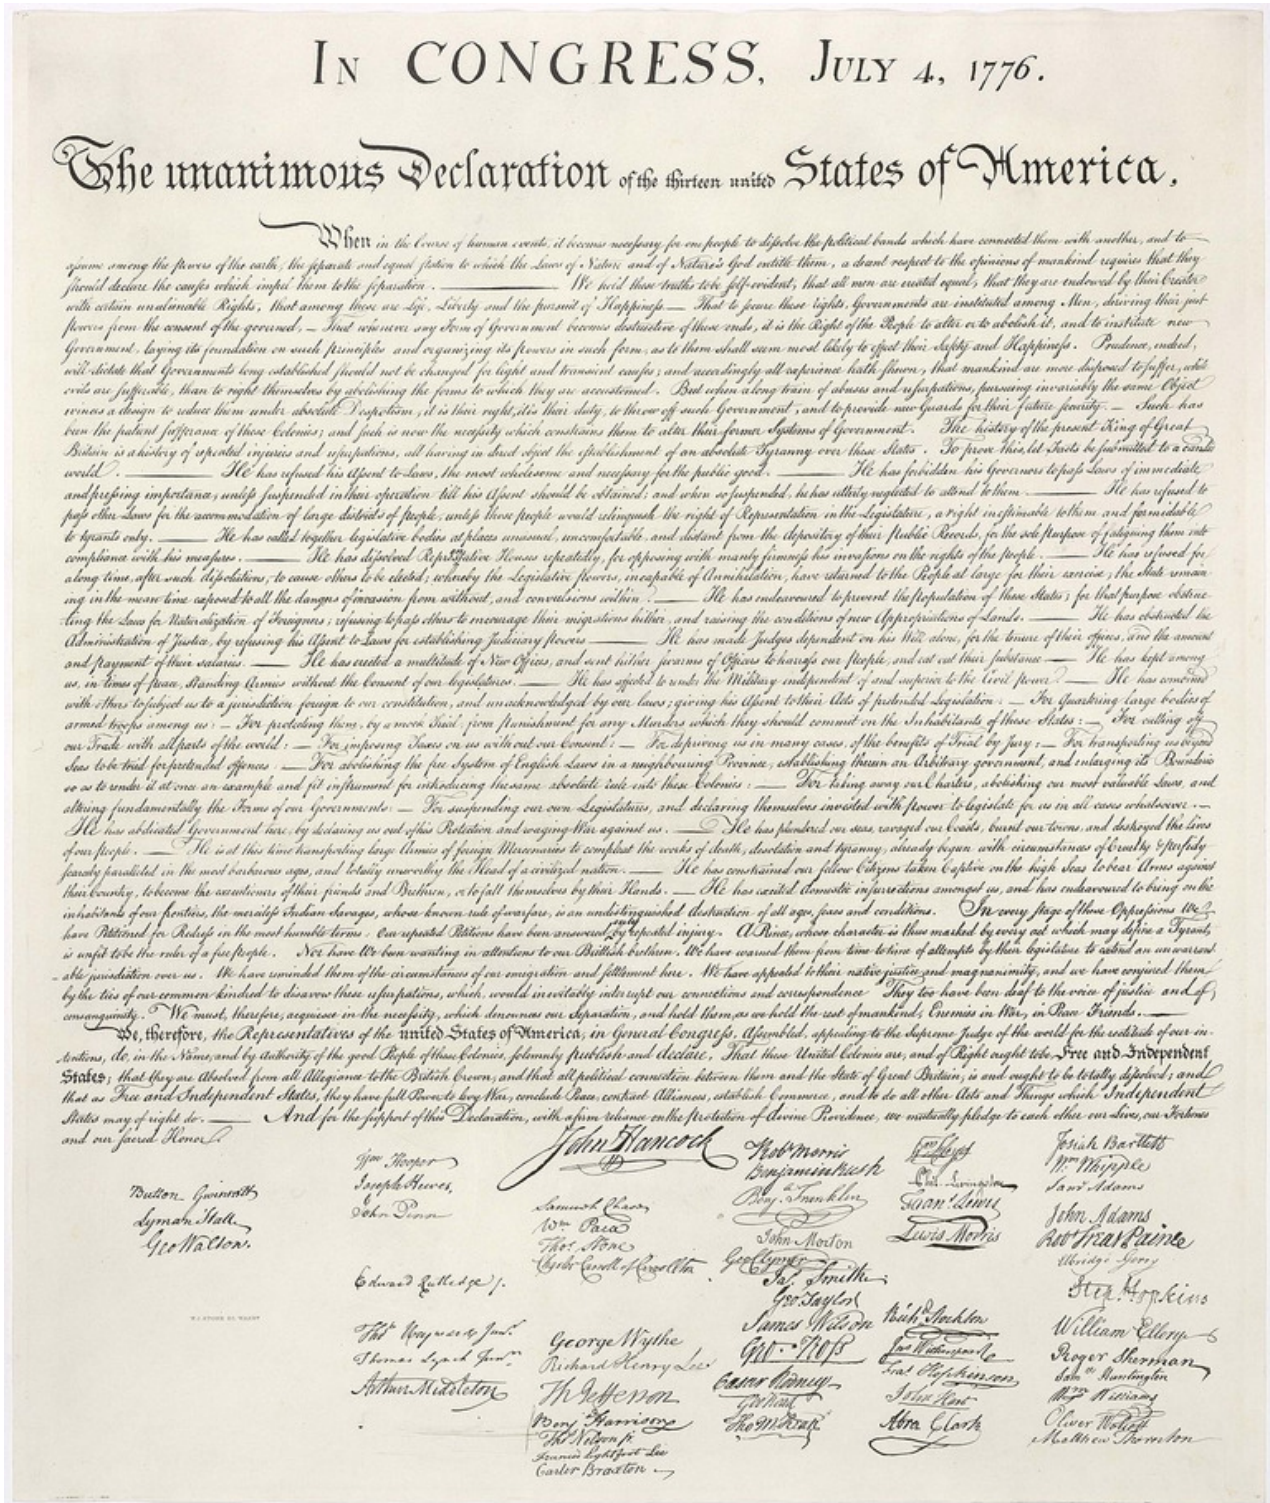 IN CONGRESS, JULY 4, 1776.
The unanimous Declaration of the thirteen united States of America,
When in the Course of human events, it becomes necessary for one people to dissolve the political bands which have connected them with another, and to
assume among the powers of the earth, the separate and equal station to which the Laws of Nature and of Nature's God entitle them, a decent respect to the opinions of mankind requires that they
should declare the causes which impel them to the separation. ——— We hold these truths to be self-evident, that all men are created equal, that they are endowed by their Creator
with certain unalienable Rights, that among these are Life, Liberty and the pursuit of Happiness.— That to secure these rights, Governments are instituted among Men, deriving their just
powers from the consent of the governed, — That whenever any Form of Government becomes destructive of these ends, it is the Right of the People to alter or to abolish it, and to institute new
Government, laying its foundation on such principles and organizing its powers in such form, as to them shall seem most likely to effect their Safety and Happiness. Prudence, indeed,
will dictate that Governments long established should not be changed for light and transient causes; and accordingly all experience hath shewn, that mankind are more disposed to suffer, while
evils are sufferable, than to right themselves by abolishing the forms to which they are accustomed. But when a long train of abuses and usurpations, pursuing invariably the same Object
evinces a design to reduce them under absolute Despotism, it is their right, it is their duty, to throw off such Government, and to provide new Guards for their future security. — Such has
been the patient sufferance of these Colonies; and such is now the necessity which constrains them to alter their former Systems of Government. The history of the present King of Great
Britain is a history of repeated injuries and usurpations, all having in direct object the establishment of an absolute Tyranny over these States. To prove this, let Facts be submitted to a candid
world. ——— He has refused his Assent to Laws, the most wholesome and necessary for the public good. ——— He has forbidden his Governors to pass Laws of immediate
and pressing importance, unless suspended in their operation till his Assent should be obtained; and when so suspended, he has utterly neglected to attend to them. ——— He has refused to
pass other Laws for the accommodation of large districts of people, unless those people would relinquish the right of Representation in the Legislature, a right inestimable to them and formidable
to tyrants only. ——— He has called together legislative bodies at places unusual, uncomfortable, and distant from the depository of their Public Records, for the sole purpose of fatiguing them into
compliance with his measures. ——— He has dissolved Representative Houses repeatedly, for opposing with manly firmness his invasions on the rights of the people. ——— He has refused for
a long time, after such dissolutions, to cause others to be elected; whereby the Legislative powers, incapable of Annihilation, have returned to the People at large for their exercise; the State remain-
ing in the mean time exposed to all the dangers of invasion from without, and convulsions within. ——— He has endeavoured to prevent the population of these States; for that purpose obstruc-
ting the Laws for Naturalization of Foreigners; refusing to pass others to encourage their migrations hither, and raising the conditions of new Appropriations of Lands. ——— He has obstructed the
Administration of Justice, by refusing his Assent to Laws for establishing Judiciary powers. ——— He has made Judges dependent on his Will alone, for the tenure of their offices, and the amount
and payment of their salaries. ——— He has erected a multitude of New Offices, and sent hither swarms of Officers to harrass our people, and eat out their substance. — He has kept among
us, in times of peace, Standing Armies without the Consent of our legislatures. ——— He has affected to render the Military independent of and superior to the Civil power. ——— He has combined
with others to subject us to a jurisdiction foreign to our constitution, and unacknowledged by our laws; giving his Assent to their Acts of pretended Legislation: — For Quartering large bodies of
armed troops among us: — For protecting them, by a mock Trial, from punishment for any Murders which they should commit on the Inhabitants of these States: — For cutting off
our Trade with all parts of the world: — For imposing Taxes on us without our Consent: — For depriving us in many cases, of the benefits of Trial by Jury: — For transporting us beyond
Seas to be tried for pretended offences — For abolishing the free System of English Laws in a neighbouring Province, establishing therein an Arbitrary government, and enlarging its Boundaries
so as to render it at once an example and fit instrument for introducing the same absolute rule into these Colonies: — For taking away our Charters, abolishing our most valuable Laws, and
altering fundamentally the Forms of our Governments: — For suspending our own Legislatures, and declaring themselves invested with power to legislate for us in all cases whatsoever. —
He has abdicated Government here, by declaring us out of his Protection and waging War against us. ——— He has plundered our seas, ravaged our Coasts, burnt our towns, and destroyed the lives
of our people. — He is at this time transporting large Armies of foreign Mercenaries to compleat the works of death, desolation and tyranny, already begun with circumstances of Cruelty & perfidy
scarcely paralleled in the most barbarous ages, and totally unworthy the Head of a civilized nation. — He has constrained our fellow Citizens taken Captive on the high Seas to bear Arms against
their Country, to become the executioners of their friends and Brethren, or to fall themselves by their Hands. — He has excited domestic insurrections amongst us, and has endeavoured to bring on the
inhabitants of our frontiers, the merciless Indian Savages, whose known rule of warfare, is an undistinguished destruction of all ages, sexes and conditions. In every stage of these Oppressions We
have Petitioned for Redress in the most humble terms: Our repeated Petitions have been answered only by repeated injury. A Prince, whose character is thus marked by every act which may define a Tyrant,
is unfit to be the ruler of a free people. Nor have We been wanting in attentions to our Brittish brethren. We have warned them from time to time of attempts by their legislature to extend an unwarrant-
able jurisdiction over us. We have reminded them of the circumstances of our emigration and settlement here. We have appealed to their native justice and magnanimity, and we have conjured them
by the ties of our common kindred to disavow these usurpations, which, would inevitably interrupt our connections and correspondence. They too have been deaf to the voice of justice and of
consanguinity. We must, therefore, acquiesce in the necessity, which denounces our Separation, and hold them, as we hold the rest of mankind, Enemies in War, in Peace Friends. ———
We, therefore, the Representatives of the united States of America, in General Congress, Assembled, appealing to the Supreme Judge of the world for the rectitude of our in-
tentions, do, in the Name, and by Authority of the good People of these Colonies, solemnly publish and declare, That these United Colonies are, and of Right ought to be Free and Independent
States; that they are Absolved from all Allegiance to the British Crown, and that all political connection between them and the State of Great Britain, is and ought to be totally dissolved; and
that as Free and Independent States, they have full Power to levy War, conclude Peace, contract Alliances, establish Commerce, and to do all other Acts and Things which Independent
States may of right do. ——— And for the support of this Declaration, with a firm reliance on the protection of divine Providence, we mutually pledge to each other our Lives, our Fortunes
and our sacred Honor.
Button Gwinnett
Lyman Hall
Geo Walton.
Wm Hooper
Joseph Hewes,
John Penn
Edward Rutledge /.
Thos Heyward Junr.
Thomas Lynch Junr.
Arthur Middleton
John Hancock
Samuel Chase
Wm. Paca
Thos. Stone
Charles Carroll of Carrollton
George Wythe
Richard Henry Lee
Th Jefferson
Benj Harrison
Thos Nelson jr.
Francis Lightfoot Lee
Carter Braxton
Robt Morris
Benjamin Rush
Benj. Franklin
John Morton
Geo Clymer
Jas. Smith
Geo Taylor
James Wilson
Geo. Ross
Caesar Rodney
Geo Read
Tho M:Kean
Wm Floyd
Phil. Livingston
Frans. Lewis
Lewis Morris
Richd. Stockton
Jno Witherspoon
Fras. Hopkinson
John Hart
Abra Clark
Josiah Bartlett
Wm. Whipple
Saml Adams
John Adams
Robt Treat Paine
Elbridge Gerry
Step. Hopkins
William Ellery
Roger Sherman
Saml Huntington
Wm Williams
Oliver Wolcott
Matthew Thornton